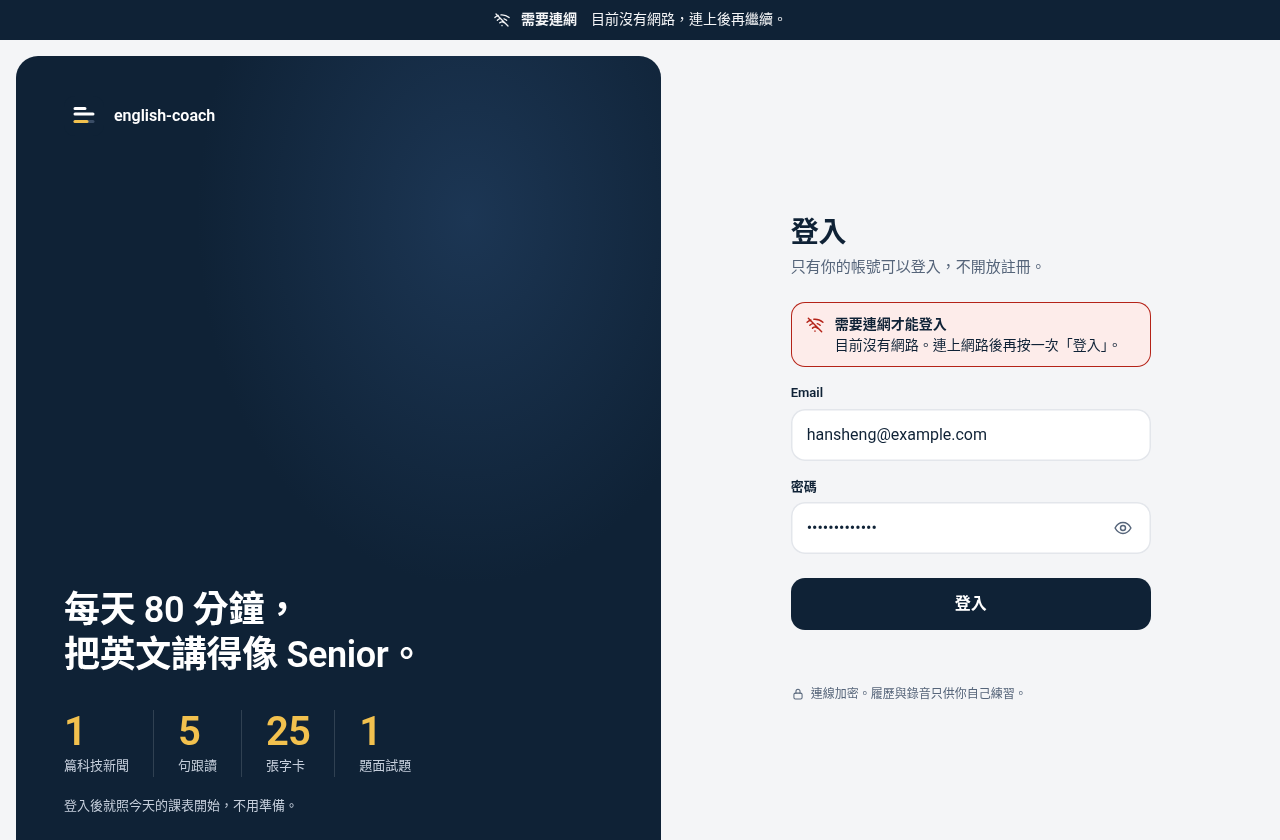 需要連網 目前沒有網路，連上後再繼續。
english-coach
每天 80 分鐘，
把英文講得像 Senior。
1 5 25 1
篇科技新聞 句跟讀 張字卡 題面試題
登入後就照今天的課表開始，不用準備。
登入
只有你的帳號可以登入，不開放註冊。
需要連網才能登入
目前沒有網路。連上網路後再按一次「登入」。
Email
hansheng@example.com
密碼
•••••••••••••
登入
連線加密。履歷與錄音只供你自己練習。